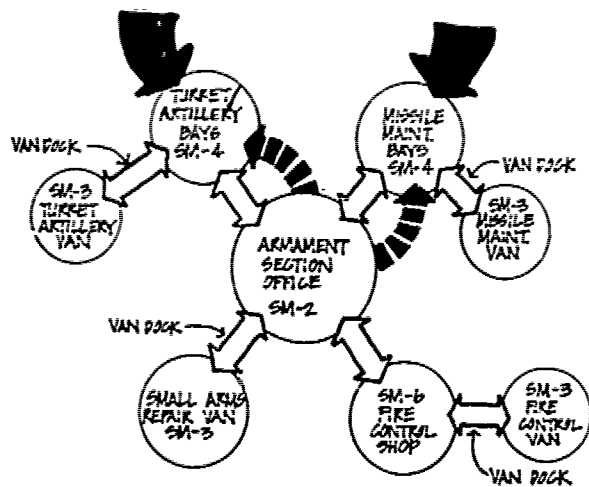 TURRET
ARTILLERY
BAYS
SM-4
MISSILE
MAINT.
BAYS
SM-4
VAN DOCK
VAN DOCK
SM-3
TURRET
ARTILLERY
VAN
SM-3
MISSILE
MAINT
VAN
ARMAMENT
SECTION
OFFICE
SM-2
VAN DOCK
SMALL ARMS
REPAIR VAN
SM-3
SM-6
FIRE
CONTROL
SHOP
SM-3
FIRE
CONTROL
VAN
VAN DOCK